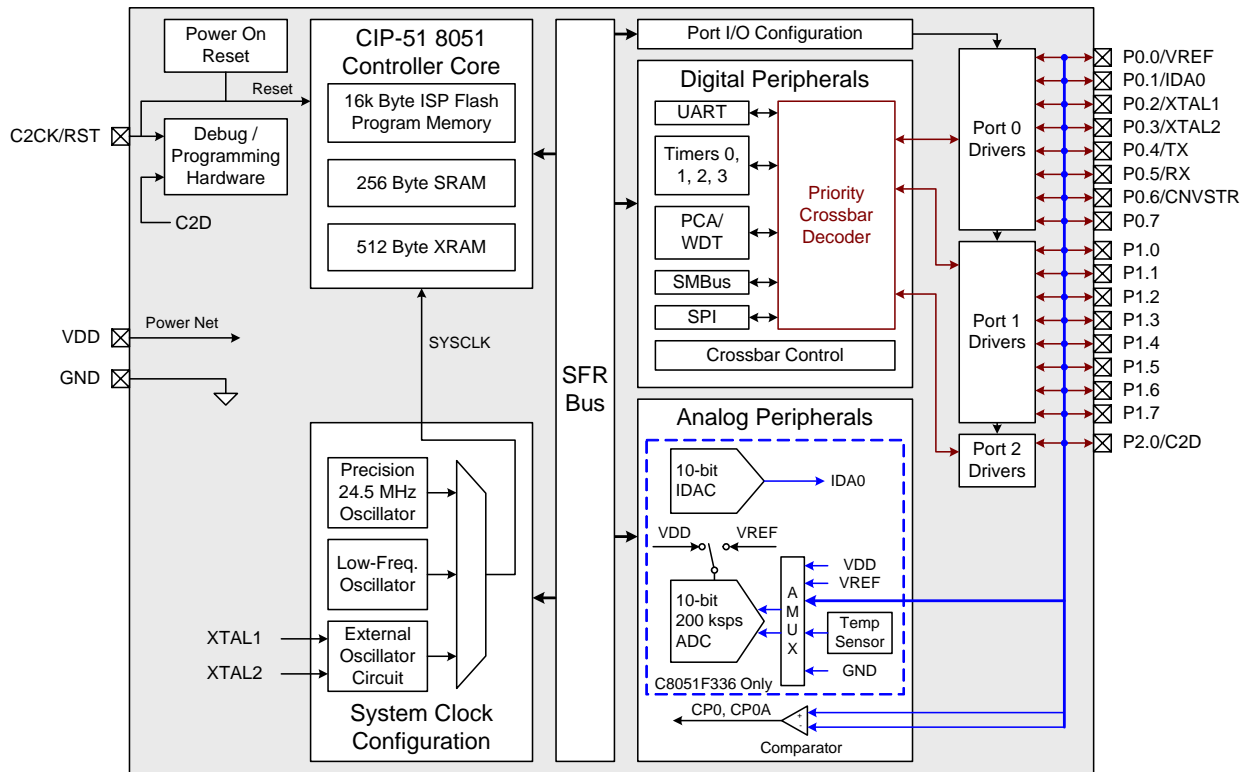 Power On
Reset
Reset
C2CK/RST
Debug /
Programming
Hardware
C2D
VDD
Power Net
GND
CIP-51 8051
Controller Core
16k Byte ISP Flash
Program Memory
256 Byte SRAM
512 Byte XRAM
SYSCLK
Precision
24.5 MHz
Oscillator
Low-Freq.
Oscillator
XTAL1
XTAL2
External
Oscillator
Circuit
System Clock
Configuration
SFR
Bus
Port I/O Configuration
Digital Peripherals
UART
Timers 0,
1, 2, 3
PCA/
WDT
SMBus
SPI
Priority
Crossbar
Decoder
Crossbar Control
Analog Peripherals
10-bit
IDAC
IDA0
VDD
VREF
10-bit
200 ksps
ADC
A
M
U
X
VDD
VREF
Temp
Sensor
GND
C8051F336 Only
CP0, CP0A
+
-
Comparator
Port 0
Drivers
Port 1
Drivers
Port 2
Drivers
P0.0/VREF
P0.1/IDA0
P0.2/XTAL1
P0.3/XTAL2
P0.4/TX
P0.5/RX
P0.6/CNVSTR
P0.7
P1.0
P1.1
P1.2
P1.3
P1.4
P1.5
P1.6
P1.7
P2.0/C2D